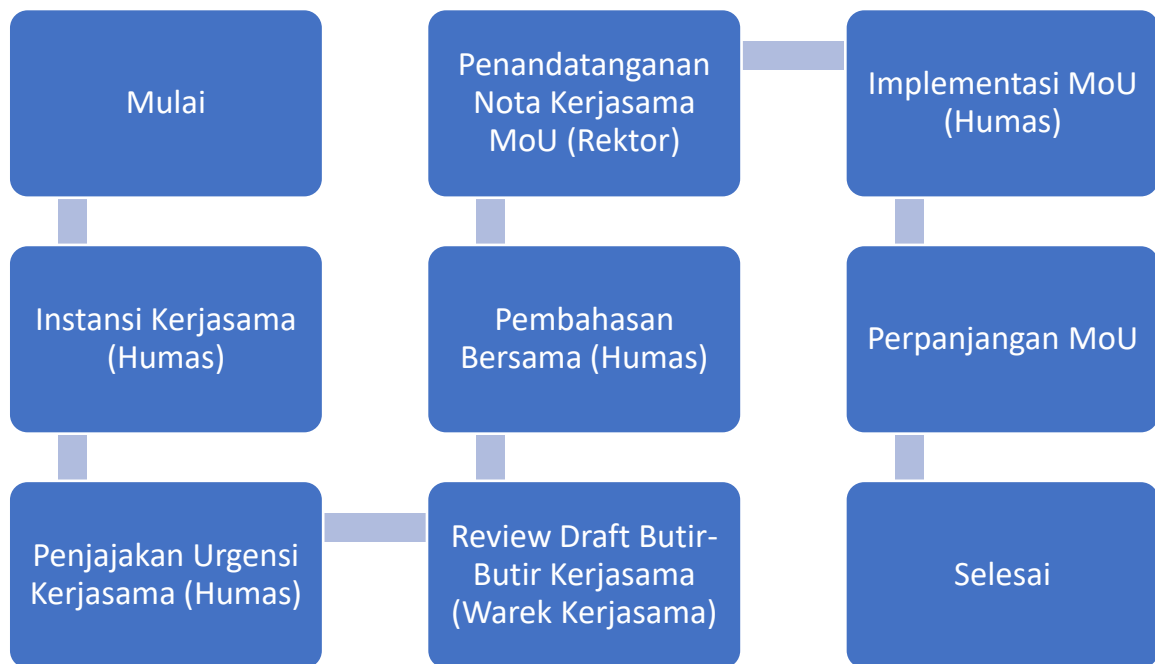 Mulai
Instansi Kerjasama
(Humas)
Penjajakan Urgensi
Kerjasama (Humas)
Review Draft Butir-
Butir Kerjasama
(Warek Kerjasama)
Pembahasan
Bersama (Humas)
Penandatanganan
Nota Kerjasama
MoU (Rektor)
Implementasi MoU
(Humas)
Perpanjangan MoU
Selesai